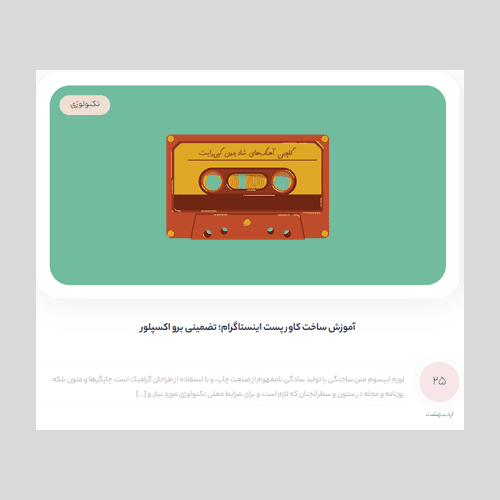 تکنولوژی
گلچین آهنگ‌های شاد بدون کپی‌رایت
آموزش ساخت کاور پست اینستاگرام؛ تضمینی برو اکسپلور
لورم ایپسوم متن ساختگی با تولید سادگی نامفهوم از صنعت چاپ، و با استفاده از طراحان گرافیک است، چاپگرها و متون بلکه
روزنامه و مجله در ستون و سطرآنچنان که لازم است، و برای شرایط فعلی تکنولوژی مورد نیاز، و [...]
۲۵
اردیبهشت